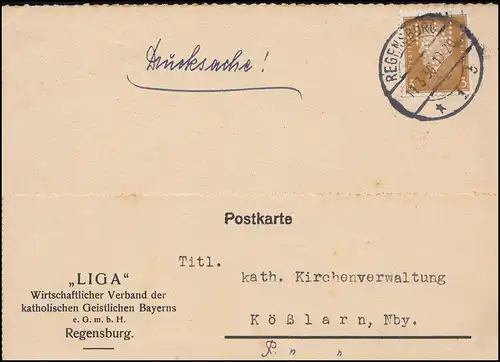 Drucksache!
REGENSBURG
Postkarte
„LIGA“
Wirtschaftlicher Verband der
katholischen Geistlichen Bayerns
e. G. m. b. H.
Regensburg.
Titl.
kath. Kirchenverwaltung
Kößlarn, Nby.